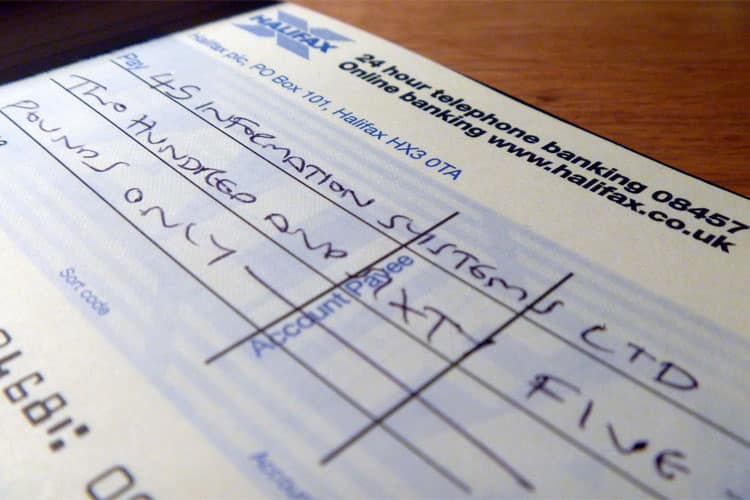 HALIFAX
24 hour telephone banking 08457
Online banking www.halifax.co.uk
Halifax plc, PO Box 101, Halifax HX3 0TA
Pay 4S INFORMATION SYSTEMS LTD
TWO HUNDRED AND SIXTY FIVE
POUNDS ONLY
Account Payee
Sort code